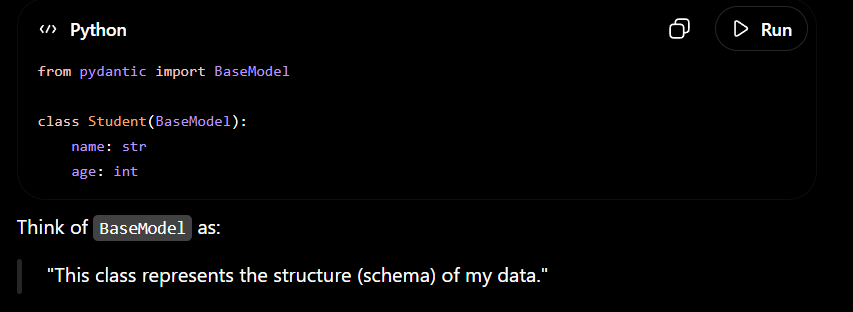 Python
Run
from pydantic import BaseModel
class Student(BaseModel):
    name: str
    age: int
Think of BaseModel as:
"This class represents the structure (schema) of my data."